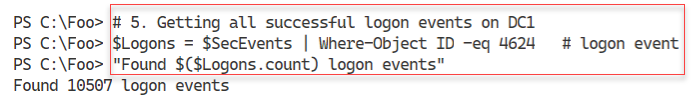 PS C:\Foo> # 5. Getting all successful logon events on DC1
PS C:\Foo> $Logons = $SecEvents | Where-Object ID -eq 4624   # logon event
PS C:\Foo> "Found $($Logons.count) logon events"
Found 10507 logon events